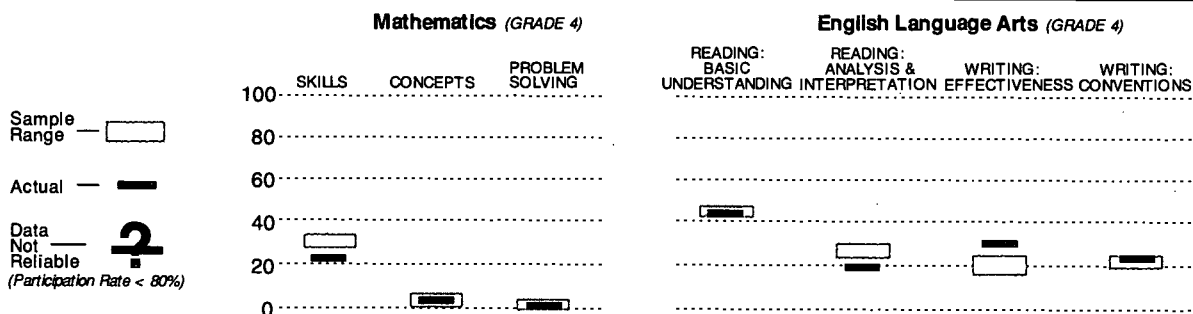 Mathematics (GRADE 4)
English Language Arts (GRADE 4)
SKILLS
CONCEPTS
PROBLEM
SOLVING
READING:
BASIC
UNDERSTANDING
READING:
ANALYSIS &
INTERPRETATION
WRITING:
EFFECTIVENESS
WRITING:
CONVENTIONS
100
80
60
40
20
0
Sample
Range
Actual
Data
Not
Reliable
(Participation Rate < 80%)
?